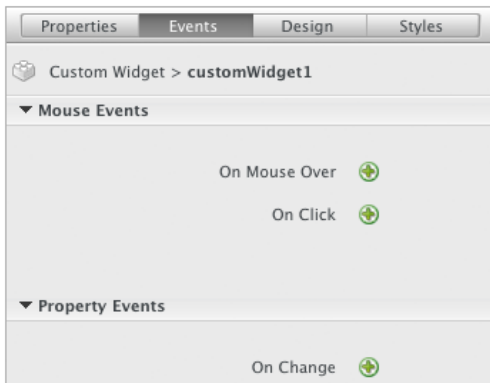 Properties Events Design Styles
Custom Widget > customWidget1
Mouse Events
On Mouse Over
On Click
Property Events
On Change